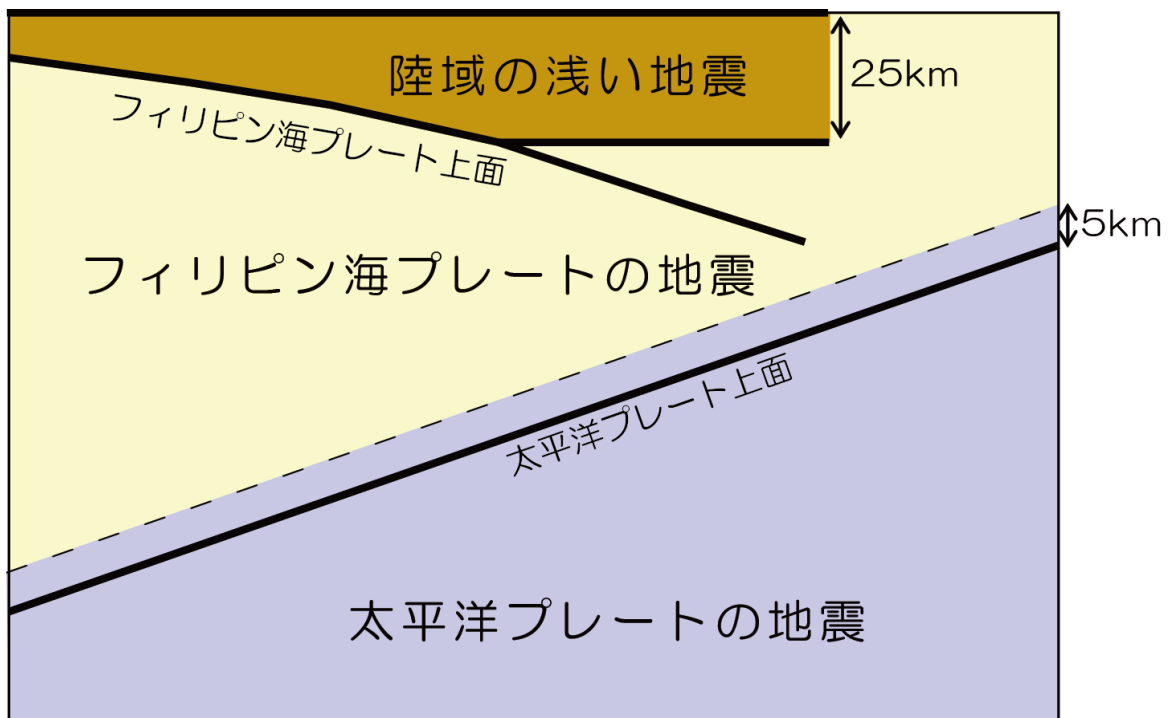 陸域の浅い地震
25km
フィリピン海プレート上面
5km
フィリピン海プレートの地震
太平洋プレート上面
太平洋プレートの地震